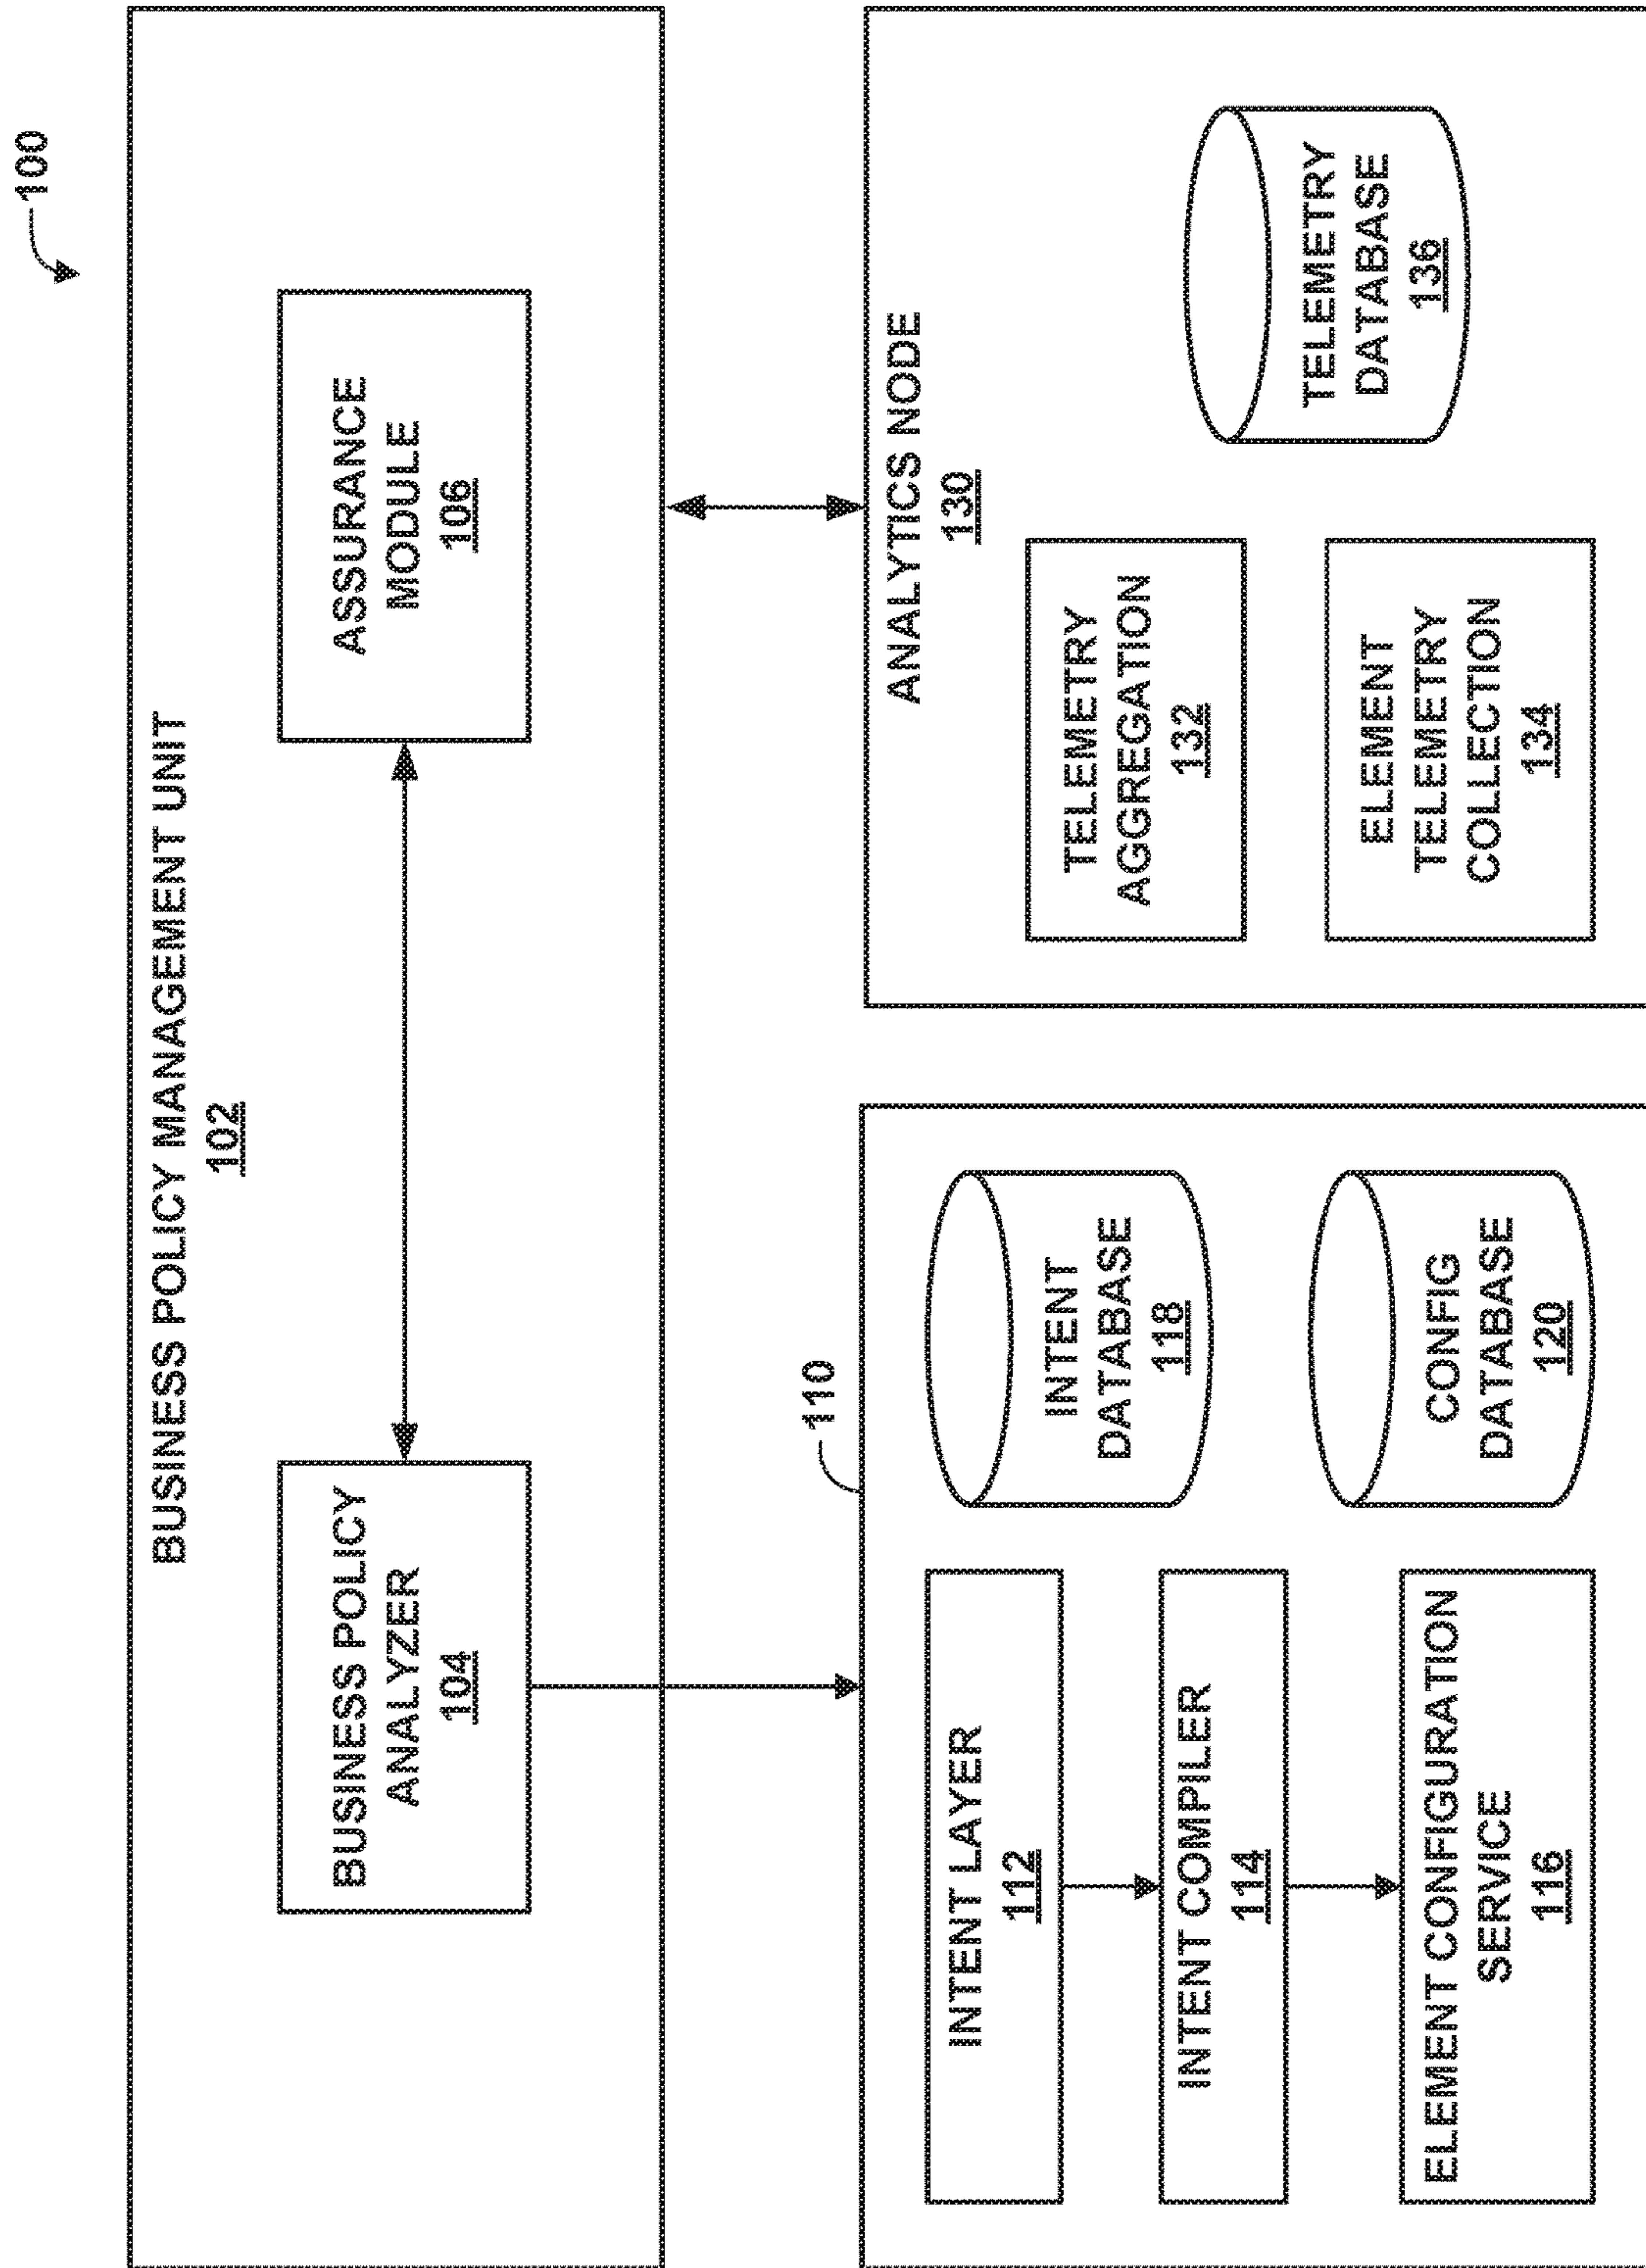 100
BUSINESS POLICY MANAGEMENT UNIT
102
BUSINESS POLICY
ANALYZER
104
ASSURANCE
MODULE
106
110
INTENT LAYER
112
INTENT COMPILER
114
ELEMENT CONFIGURATION
SERVICE
116
INTENT
DATABASE
118
CONFIG
DATABASE
120
ANALYTICS NODE
130
TELEMETRY
AGGREGATION
132
ELEMENT
TELEMETRY
COLLECTION
134
TELEMETRY
DATABASE
136